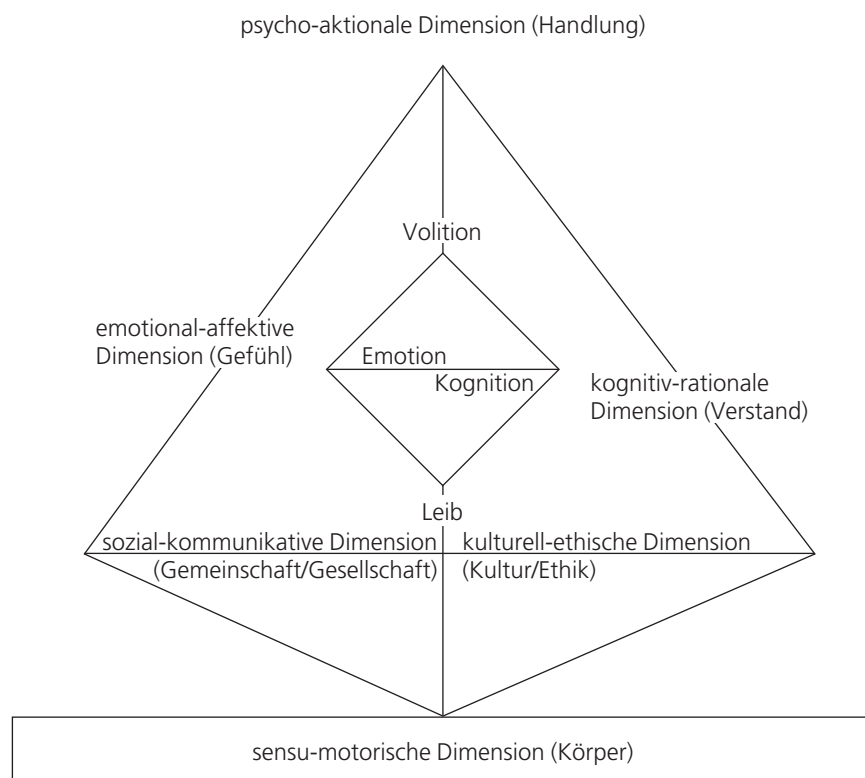 psycho-aktionale Dimension (Handlung)
Volition
emotional-affektive
Dimension (Gefühl)
Emotion
Kognition
kognitiv-rationale
Dimension (Verstand)
Leib
sozial-kommunikative Dimension
(Gemeinschaft/Gesellschaft)
kulturell-ethische Dimension
(Kultur/Ethik)
sensu-motorische Dimension (Körper)